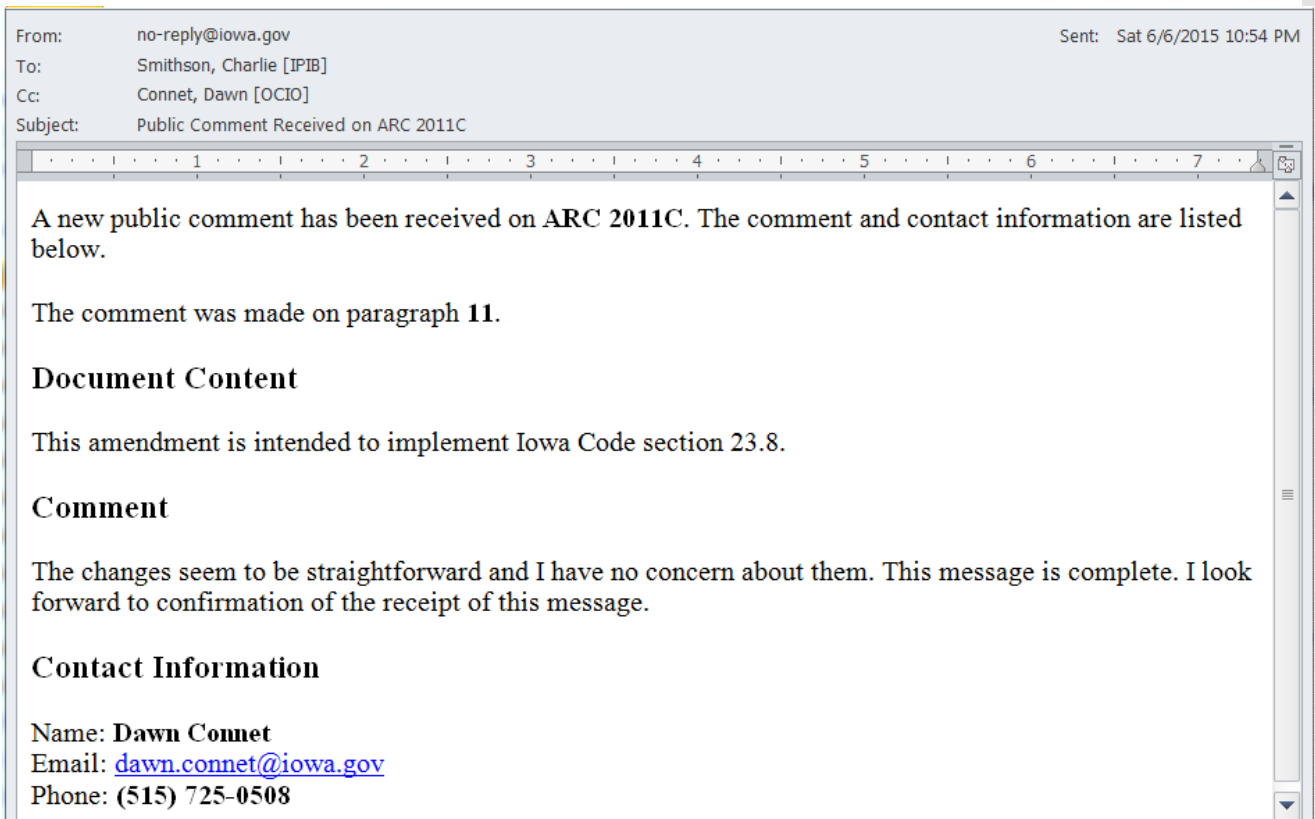 From: no-reply@iowa.gov Sent: Sat 6/6/2015 10:54 PM
To: Smithson, Charlie [IPIB]
Cc: Connet, Dawn [OCIO]
Subject: Public Comment Received on ARC 2011C
1 2 3 4 5 6 7
A new public comment has been received on ARC 2011C. The comment and contact information are listed
below.
The comment was made on paragraph 11.
Document Content
This amendment is intended to implement Iowa Code section 23.8.
Comment
The changes seem to be straightforward and I have no concern about them. This message is complete. I look
forward to confirmation of the receipt of this message.
Contact Information
Name: Dawn Connet
Email: dawn.connet@iowa.gov
Phone: (515) 725-0508